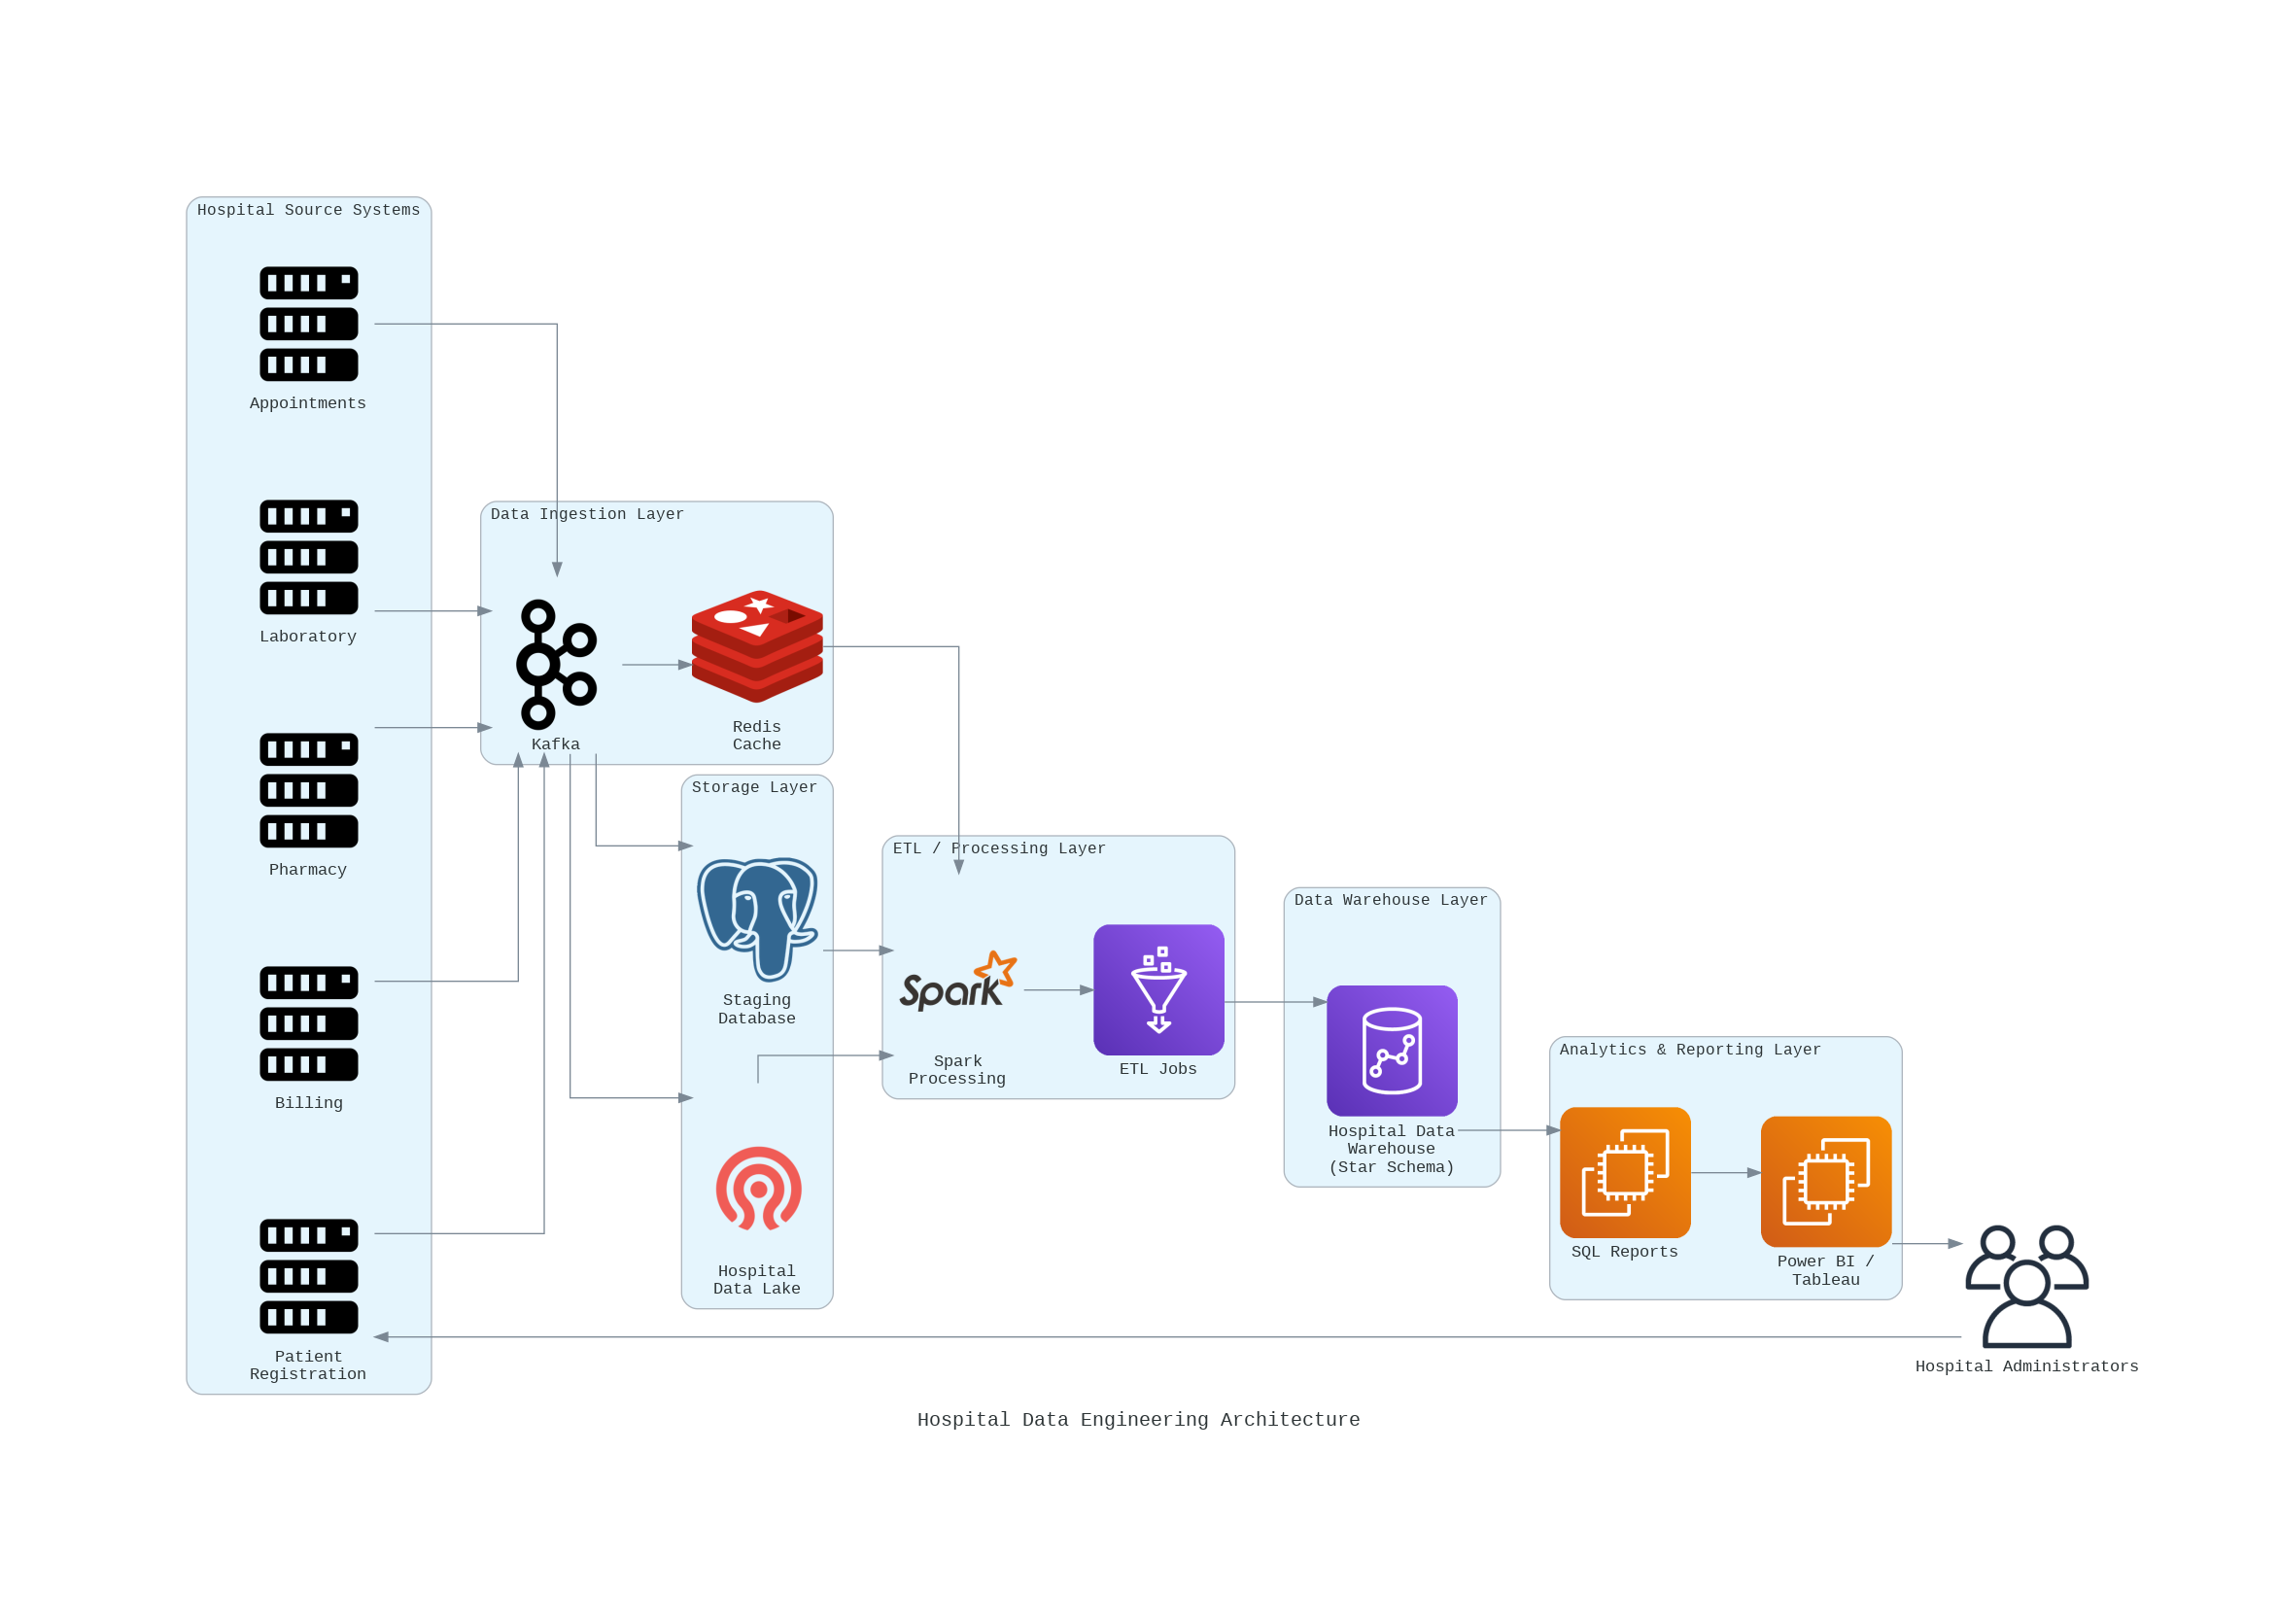 Hospital Source Systems
Appointments
Laboratory
Pharmacy
Billing
Patient
Registration
Data Ingestion Layer
Kafka
Redis
Cache
Storage Layer
Staging
Database
Hospital
Data Lake
ETL / Processing Layer
Spark
Spark
Processing
ETL Jobs
Data Warehouse Layer
Hospital Data
Warehouse
(Star Schema)
Analytics & Reporting Layer
SQL Reports
Power BI /
Tableau
Hospital Administrators
Hospital Data Engineering Architecture